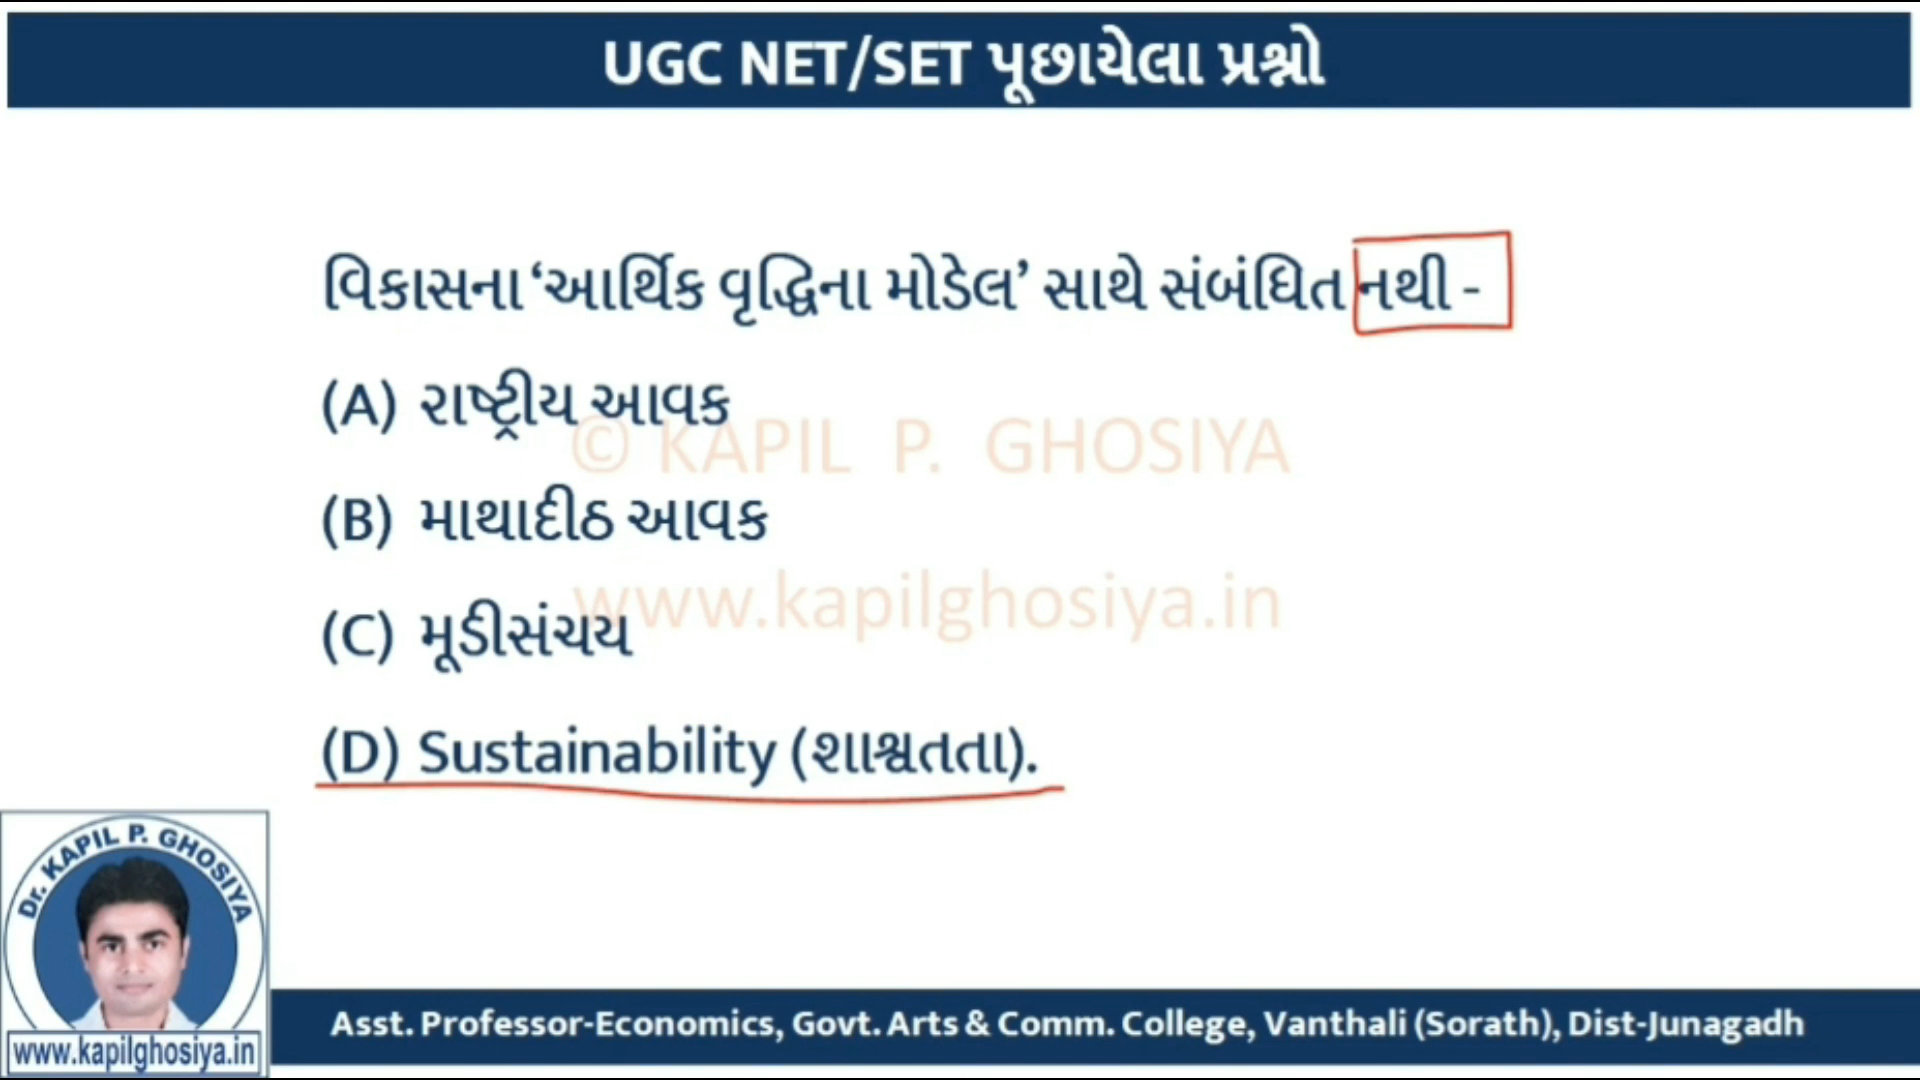 UGC NET/SET પૂછાયેલા પ્રશ્નો
વિકાસના ‘આર્થિક વૃદ્ધિના મોડેલ’ સાથે સંબંધિત નથી -
(A) રાષ્ટ્રીય આવક
© KAPIL P. GHOSIYA
(B) માથાદીઠ આવક
www.kapilghosiya.in
(C) મૂડીસંચય
(D) Sustainability (શાશ્વતતા).
Dr. KAPIL P. GHOSIYA
www.kapilghosiya.in
Asst. Professor-Economics, Govt. Arts & Comm. College, Vanthali (Sorath), Dist-Junagadh